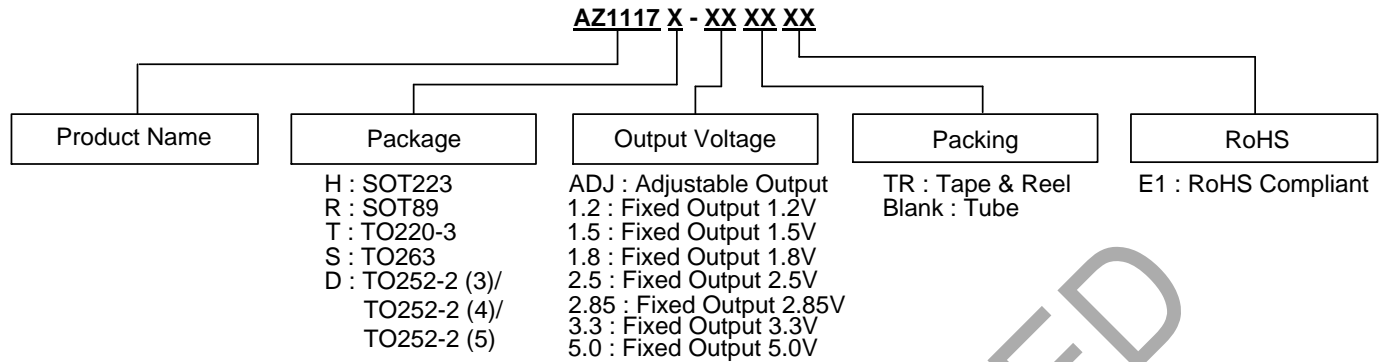 AZ1117 X - XX XX XX
Product Name
Package
Output Voltage
Packing
RoHS
H : SOT223
R : SOT89
T : TO220-3
S : TO263
D : TO252-2 (3)/
TO252-2 (4)/
TO252-2 (5)
ADJ : Adjustable Output
1.2 : Fixed Output 1.2V
1.5 : Fixed Output 1.5V
1.8 : Fixed Output 1.8V
2.5 : Fixed Output 2.5V
2.85 : Fixed Output 2.85V
3.3 : Fixed Output 3.3V
5.0 : Fixed Output 5.0V
TR : Tape & Reel
Blank : Tube
E1 : RoHS Compliant
ED